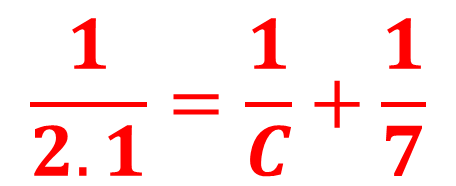 1/2.1 = 1/C + 1/7